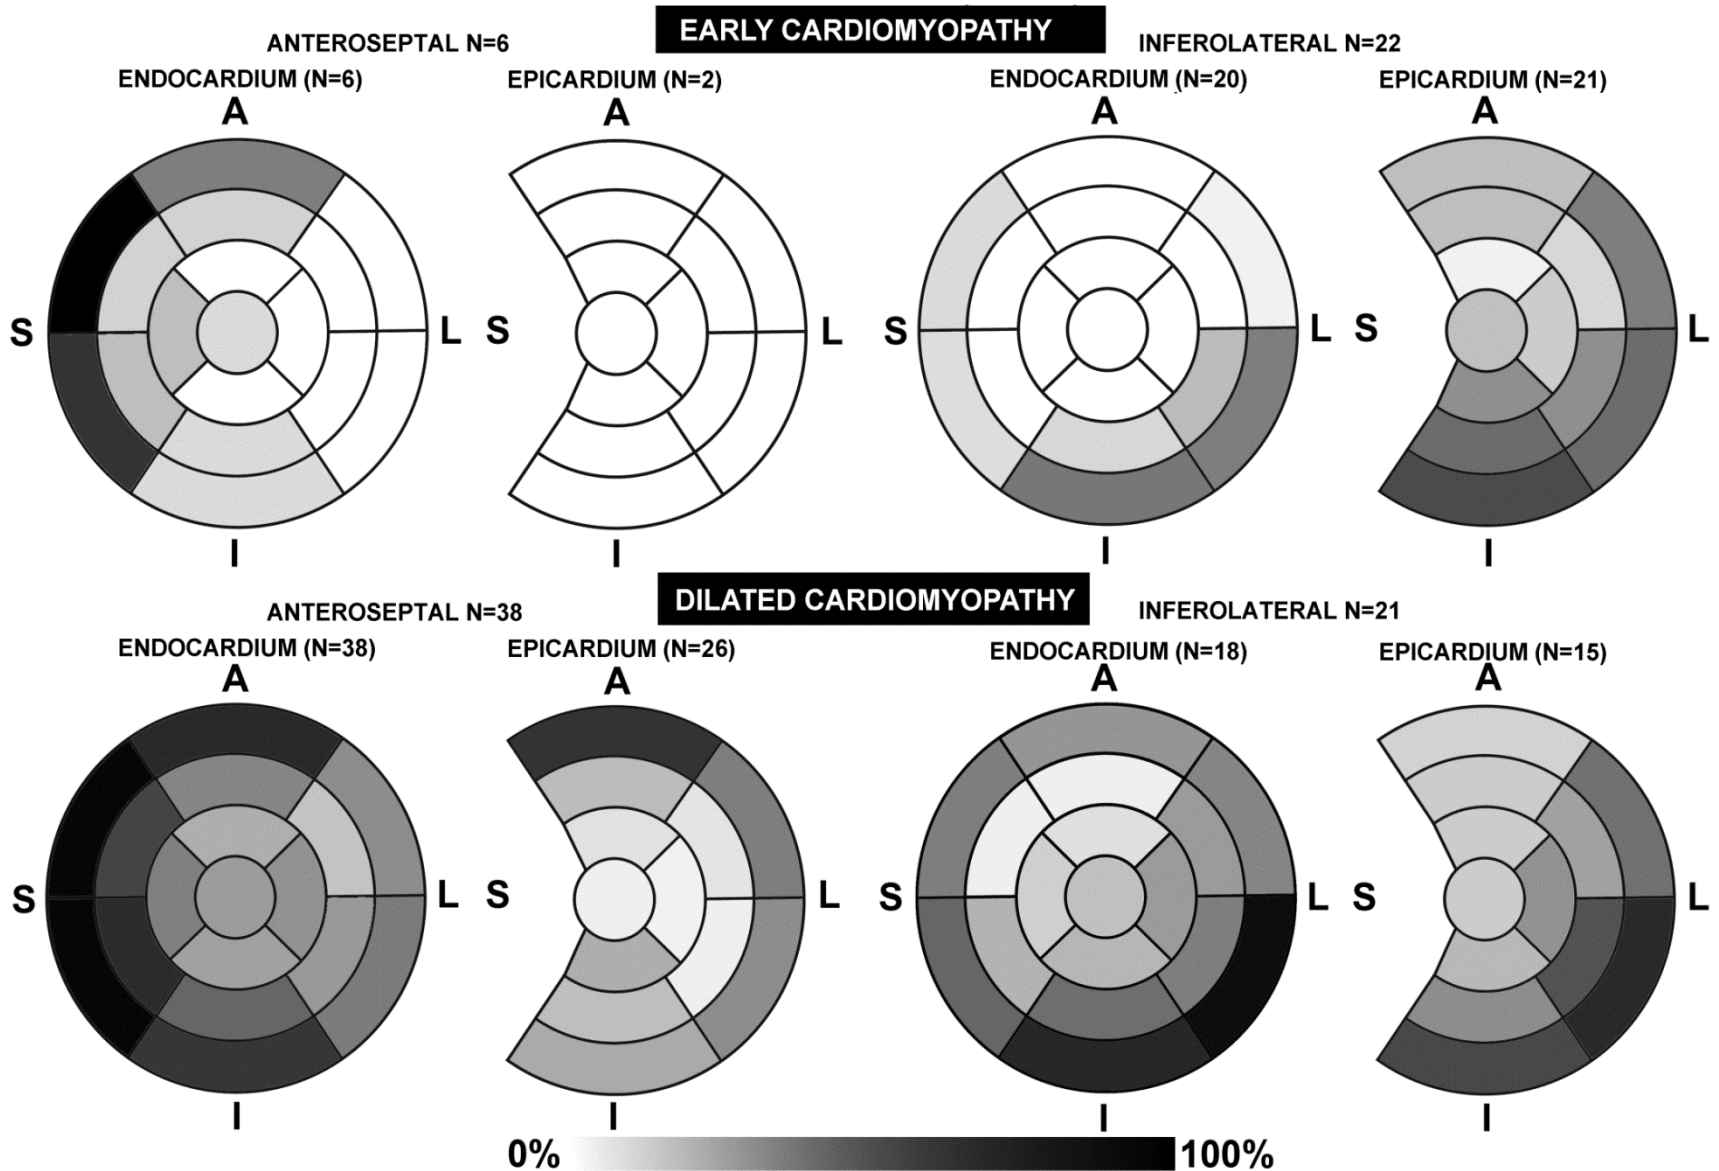 EARLY CARDIOMYOPATHY
ANTEROSEPTAL N=6
INFEROLATERAL N=22
ENDOCARDIUM (N=6)
EPICARDIUM (N=2)
ENDOCARDIUM (N=20)
EPICARDIUM (N=21)
A A A A
S L S L S L S L
I I I I
DILATED CARDIOMYOPATHY
ANTEROSEPTAL N=38
INFEROLATERAL N=21
ENDOCARDIUM (N=38)
EPICARDIUM (N=26)
ENDOCARDIUM (N=18)
EPICARDIUM (N=15)
A A A A
S L S L S L S L
I I I I
0% 100%